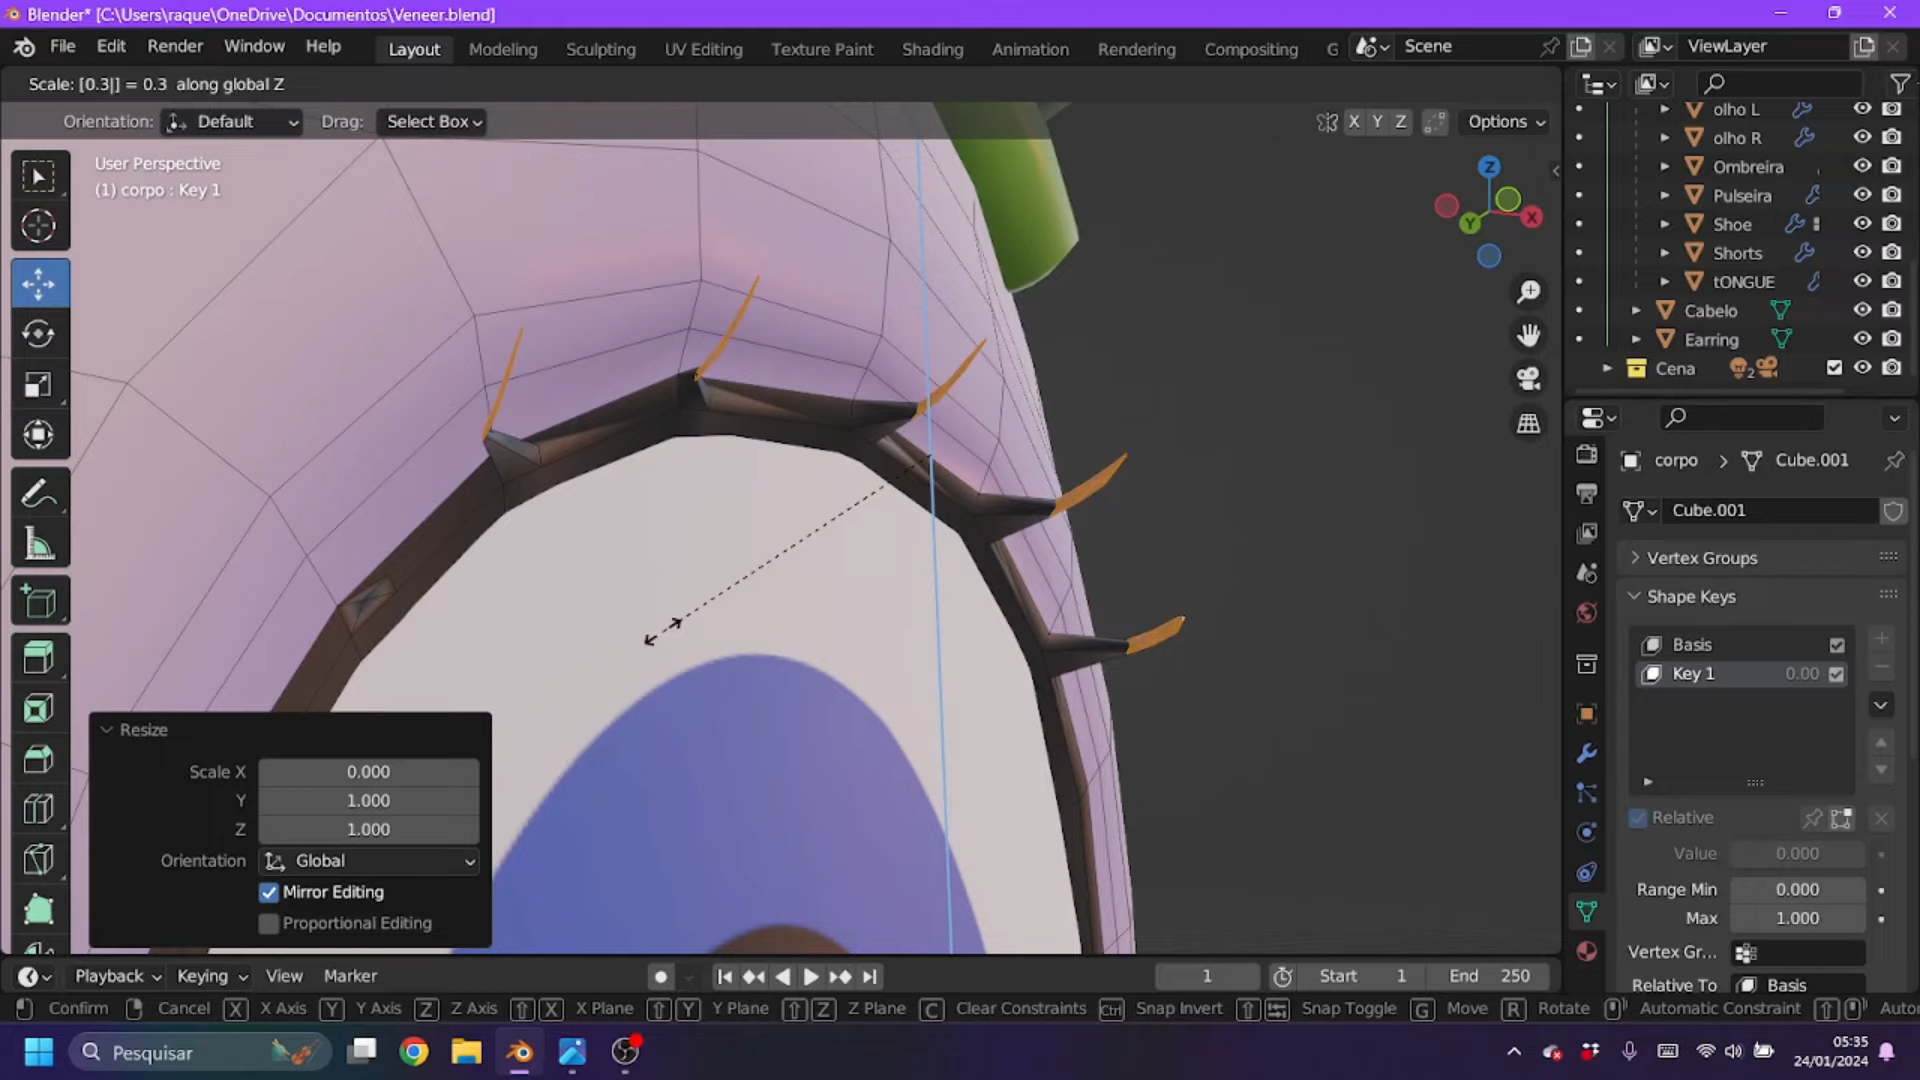 Blender* [C:\Users\raque\OneDrive\Documentos\Veneer.blend]
File Edit Render Window Help Layout Modeling Sculpting UV Editing Texture Paint Shading Animation Rendering Compositing G Scene ViewLayer
Scale: [0.3|] = 0.3 along global Z
Orientation: Default Drag: Select Box X Y Z Options
User Perspective
(1) corpo : Key 1
Z
X
Y
olho L
olho R
Ombreira
Pulseira
Shoe
Shorts
tONGUE
Cabelo
Earring
Cena 2
corpo > Cube.001
Cube.001
Vertex Groups
Shape Keys
Basis
Key 1 0.00
Relative
Value 0.000
Range Min 0.000
Max 1.000
Vertex Gr...
Relative To Basis
Resize
Scale X 0.000
Y 1.000
Z 1.000
Orientation Global
Mirror Editing
Proportional Editing
Playback Keying View Marker 1 Start 1 End 250
Confirm Cancel X X Axis Y Y Axis Z Z Axis X X Plane Y Y Plane Z Z Plane C Clear Constraints Ctrl Snap Invert Snap Toggle G Move R Rotate Automatic Constraint Auto
Pesquisar
05:35
24/01/2024